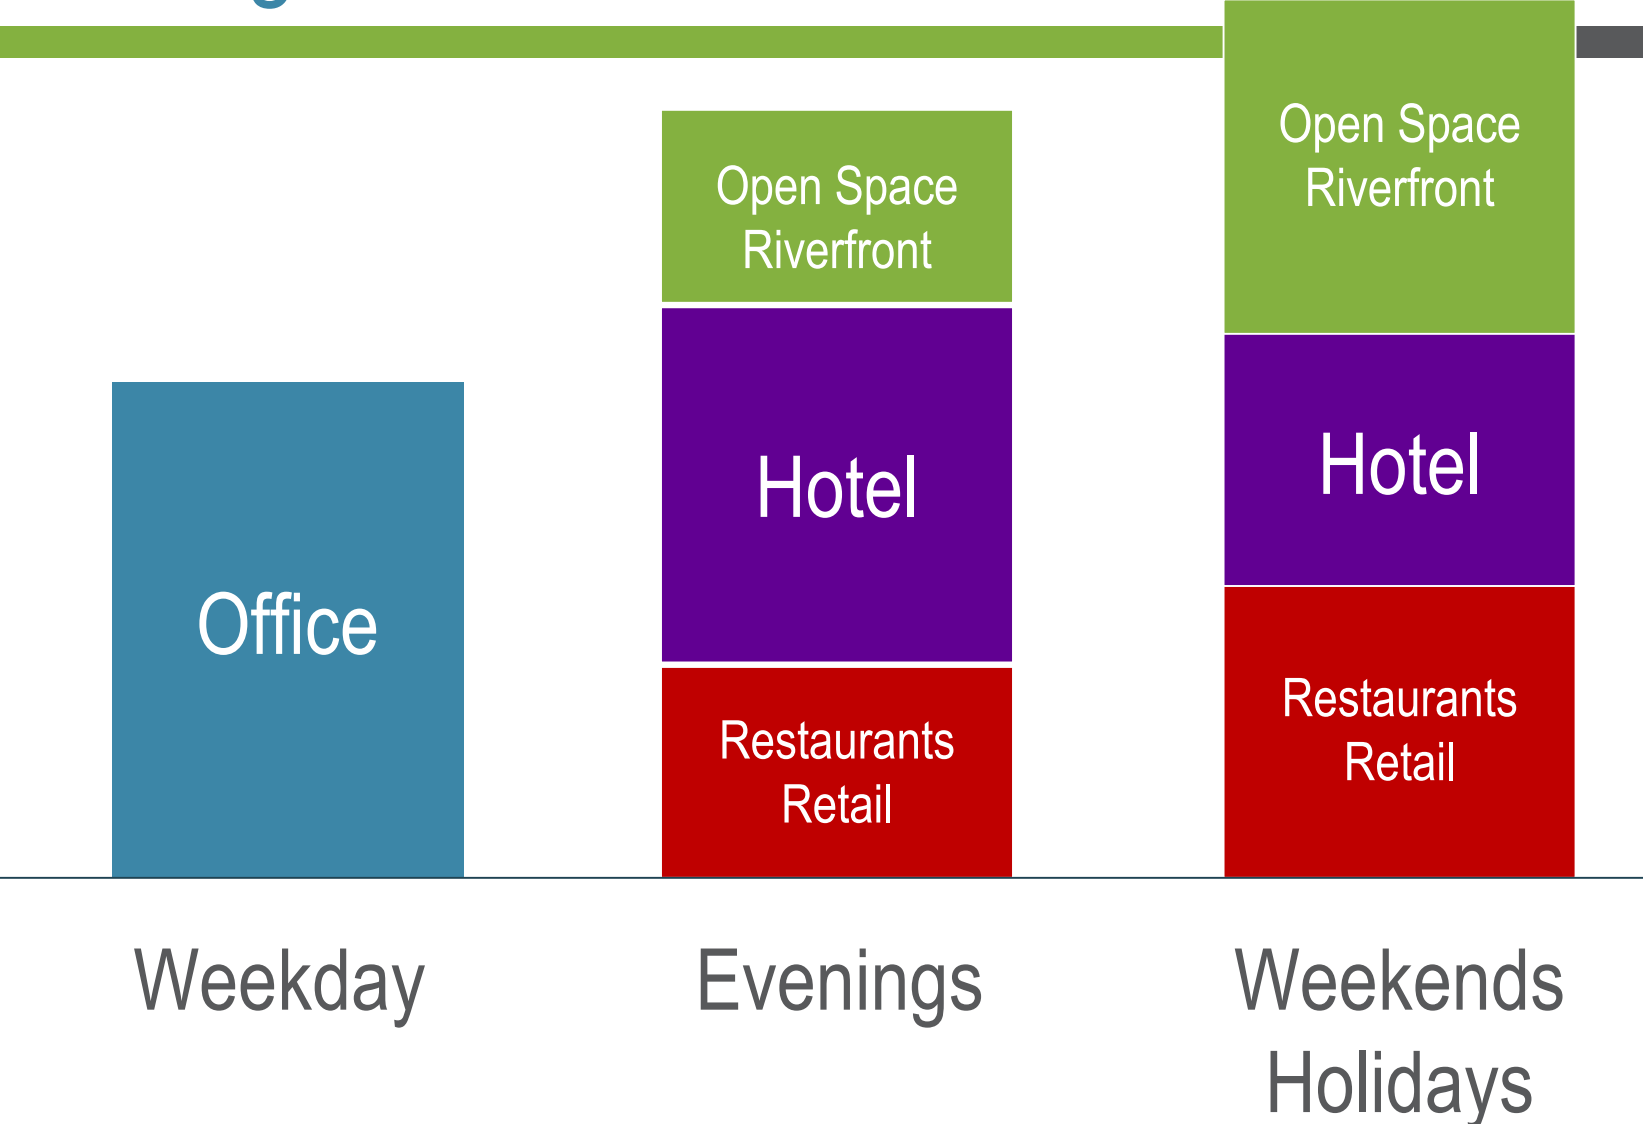 Open Space
Riverfront
Open Space
Riverfront
Hotel
Hotel
Office
Restaurants
Retail
Restaurants
Retail
Weekday
Evenings
Weekends
Holidays